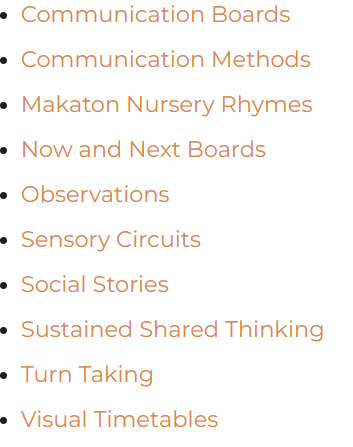 Communication Boards
Communication Methods
Makaton Nursery Rhymes
Now and Next Boards
Observations
Sensory Circuits
Social Stories
Sustained Shared Thinking
Turn Taking
Visual Timetables